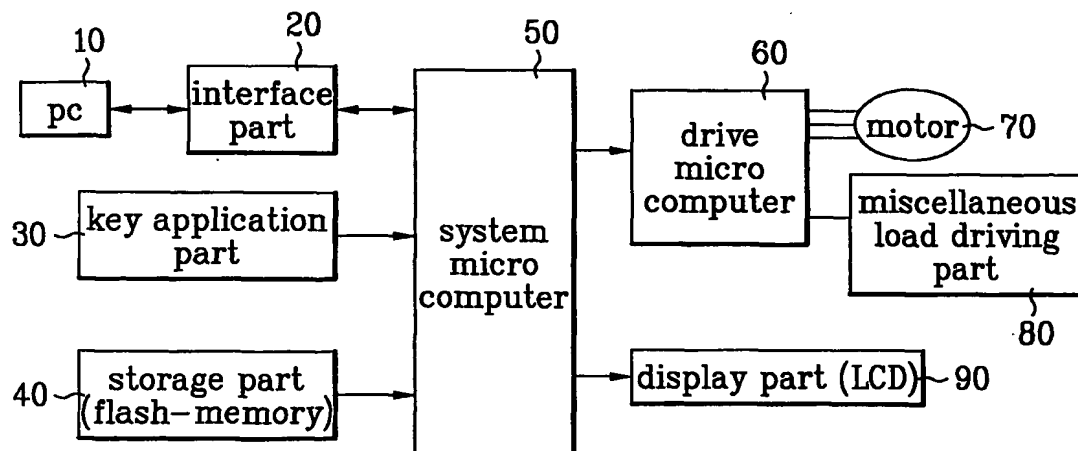 10
pc
20
interface
part
30
key application
part
40
storage part
(flash-memory)
50
system
micro
computer
60
drive
micro
computer
motor
70
miscellaneous
load driving
part
80
display part (LCD)
90